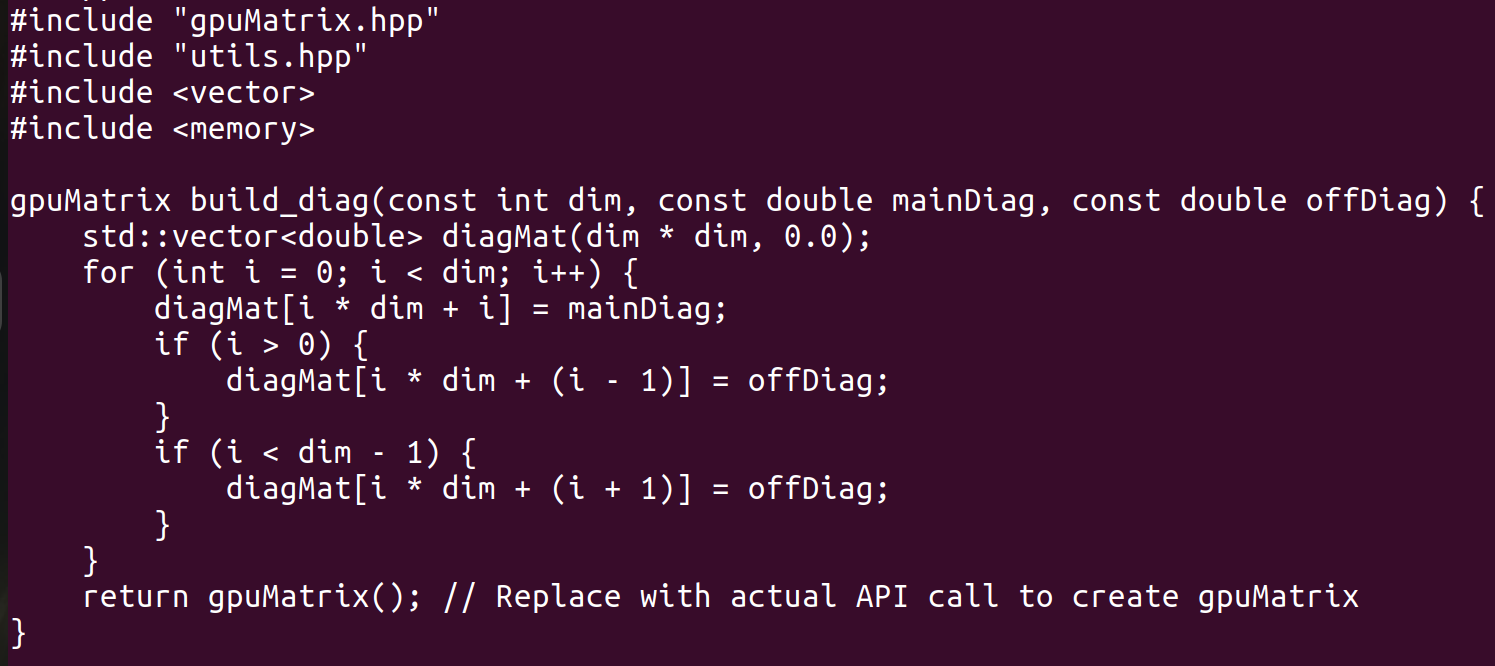 #include "gpuMatrix.hpp"
#include "utils.hpp"
#include <vector>
#include <memory>

gpuMatrix build_diag(const int dim, const double mainDiag, const double offDiag) {
    std::vector<double> diagMat(dim * dim, 0.0);
    for (int i = 0; i < dim; i++) {
        diagMat[i * dim + i] = mainDiag;
        if (i > 0) {
            diagMat[i * dim + (i - 1)] = offDiag;
        }
        if (i < dim - 1) {
            diagMat[i * dim + (i + 1)] = offDiag;
        }
    }
    return gpuMatrix(); // Replace with actual API call to create gpuMatrix
}